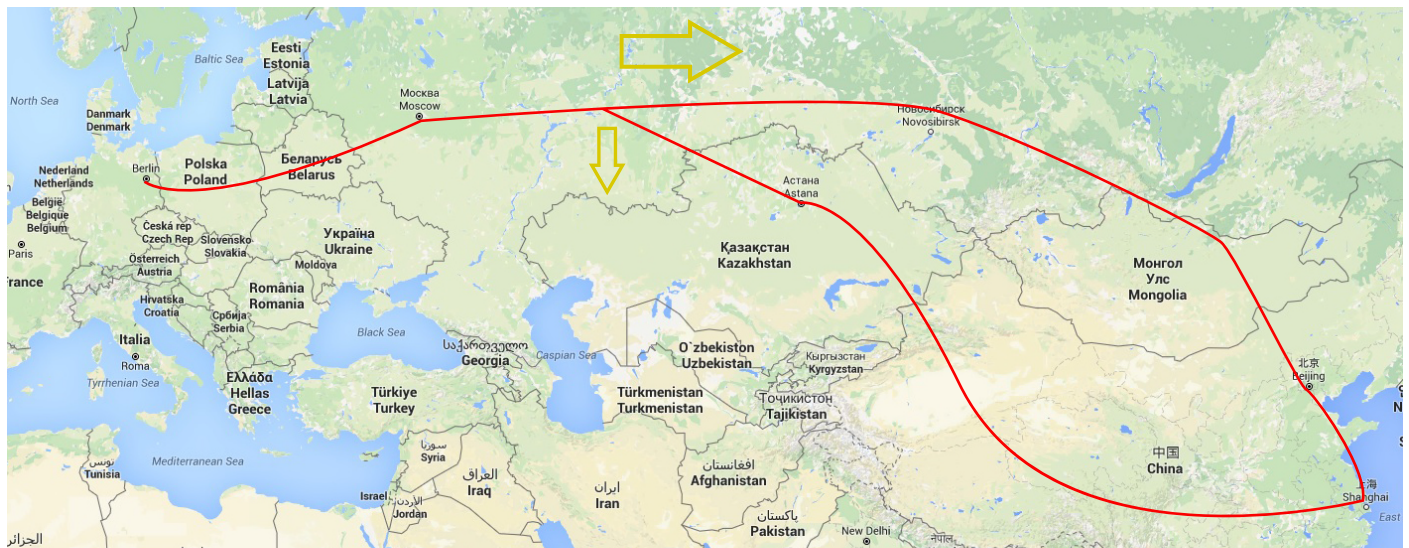 Eesti
Estonia
Baltic Sea
Latvija
Latvia
North Sea
Москва
Moscow
Danmark
Denmark
Новосибирск
Novosibirsk
Nederland
Netherlands
Berlin
Polska
Poland
Беларусь
Belarus
België
Belgique
Belgium
Астана
Astana
Paris
Česká rep
Czech Rep
Slovensko
Slovakia
Україна
Ukraine
Österreich
Austria
Moldova
France
Қазақстан
Kazakhstan
Монгол
Улс
Mongolia
România
Romania
Hrvatska
Croatia
Србија
Serbia
Italia
Roma
Black Sea
საქართველო
Georgia
Caspian Sea
O`zbekiston
Uzbekistan
Кыргызстан
Kyrgyzstan
北京
Beijing
Tyrrhenian Sea
Ελλάδα
Hellas
Greece
Türkiye
Turkey
Türkmenistan
Turkmenistan
Тоҷикистон
Tajikistan
تونس
Tunisia
Mediterranean Sea
سوريا
Syria
العراق
Iraq
ایران
Iran
افغانستان
Afghanistan
中国
China
Israel
الأردن
Jordan
پاکستان
Pakistan
New Delhi
नेपाल
上海
Shanghai
East
الجزائر